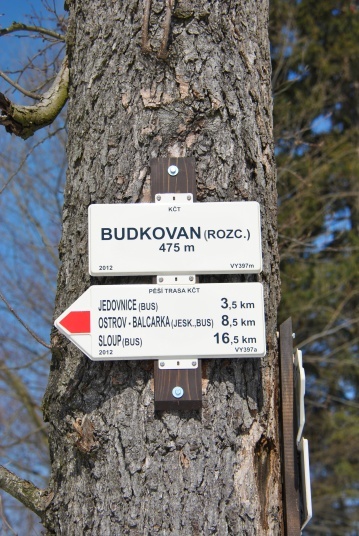 KČT
BUDKOVAN (ROZC.)
475 m
2012 VY397m
PĚŠÍ TRASA KČT
JEDOVNICE (BUS) 3,5 km
OSTROV - BALCARKA (JESK.,BUS) 8,5 km
SLOUP (BUS) 16,5 km
2012 VY397a